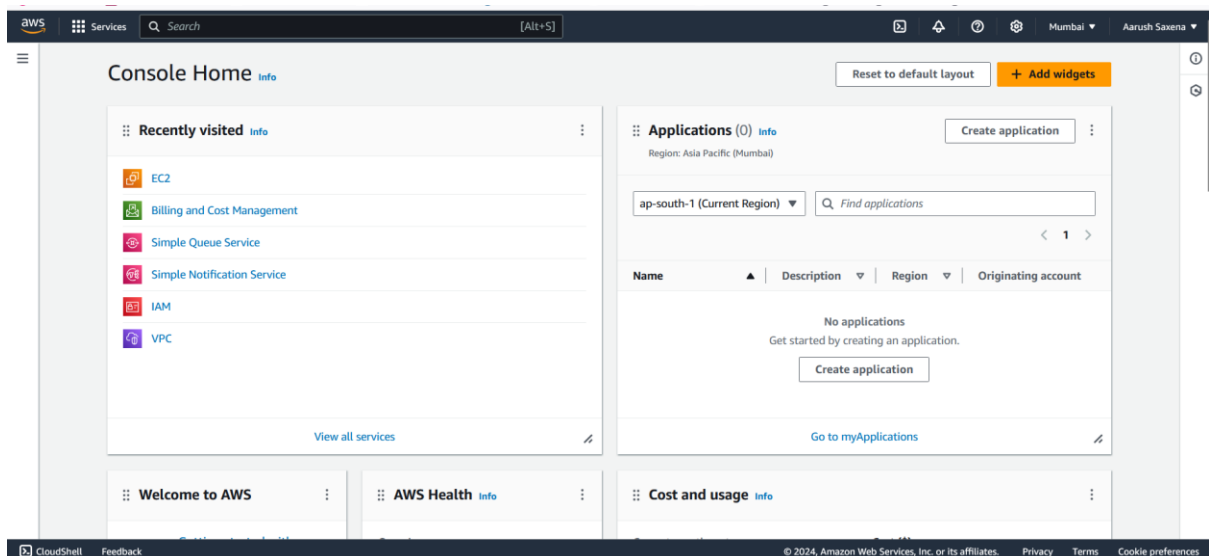 aws Services Search [Alt+S] Mumbai Aarush Saxena
Console Home Info
Reset to default layout
+ Add widgets
Recently visited Info
EC2
Billing and Cost Management
Simple Queue Service
Simple Notification Service
IAM
VPC
View all services
Applications (0) Info
Create application
Region: Asia Pacific (Mumbai)
ap-south-1 (Current Region)
Find applications
1
Name Description Region Originating account
No applications
Get started by creating an application.
Create application
Go to myApplications
Welcome to AWS
AWS Health Info
Cost and usage Info
CloudShell Feedback © 2024, Amazon Web Services, Inc. or its affiliates. Privacy Terms Cookie preferences